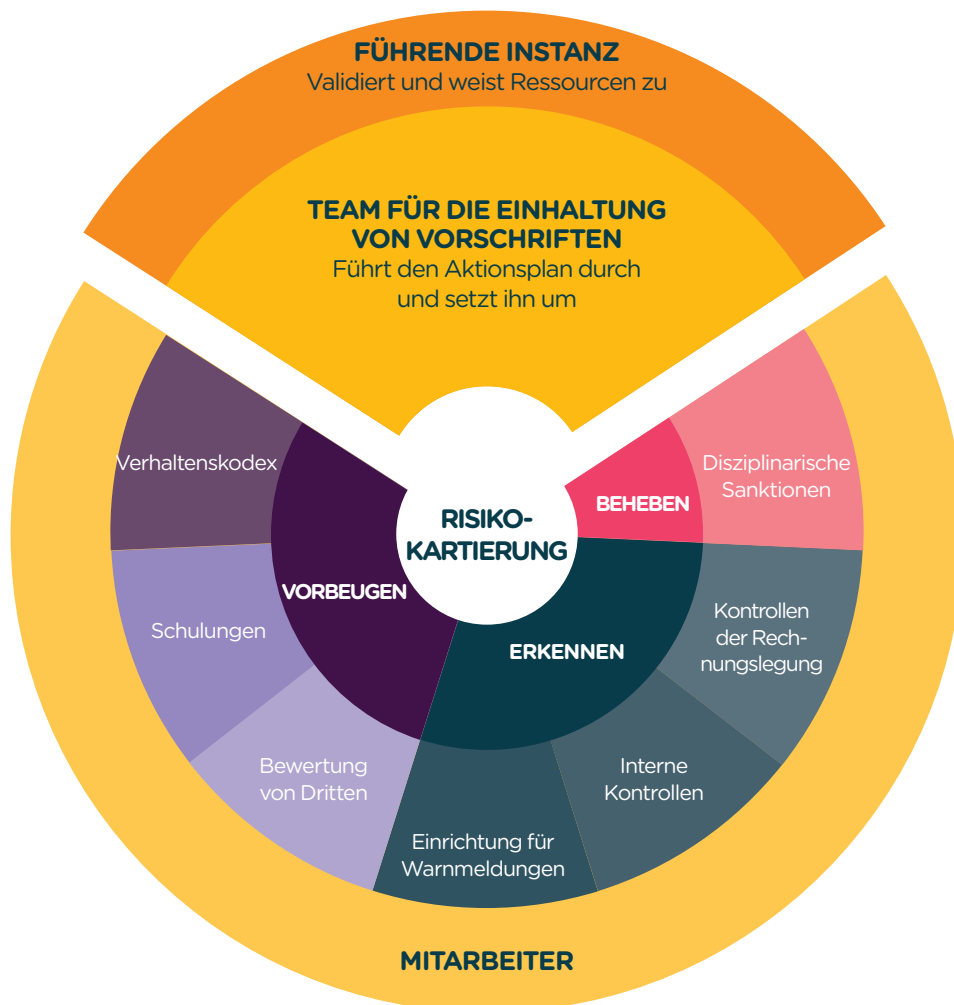 FÜHRENDE INSTANZ
Validiert und weist Ressourcen zu
TEAM FÜR DIE EINHALTUNG
VON VORSCHRIFTEN
Führt den Aktionsplan durch
und setzt ihn um
Verhaltenskodex
Disziplinarische
Sanktionen
BEHEBEN
RISIKO-
KARTIERUNG
VORBEUGEN
Schulungen
ERKENNEN
Kontrollen
der Rech-
nungslegung
Bewertung
von Dritten
Interne
Kontrollen
Einrichtung für
Warnmeldungen
MITARBEITER